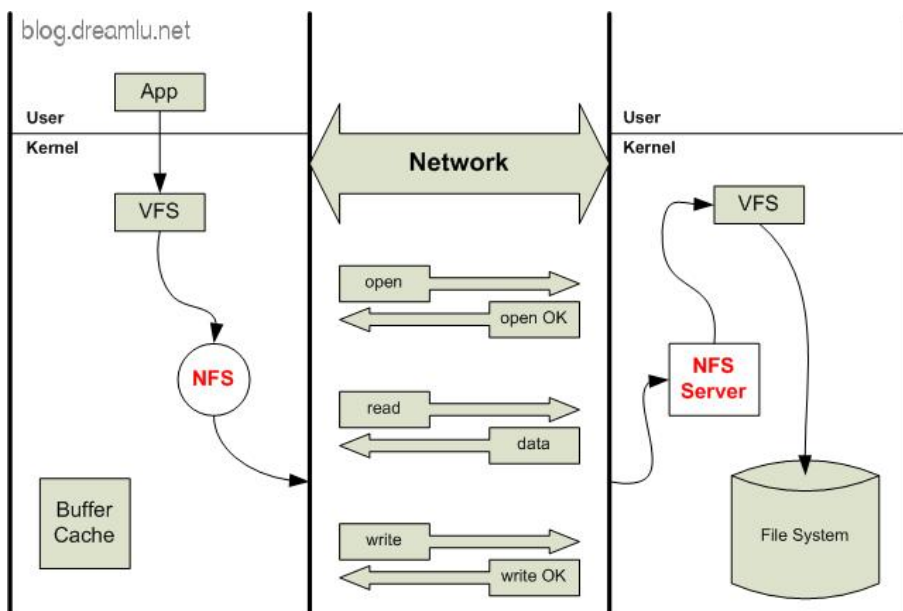 blog.dreamlu.net
App
User
Kernel
VFS
NFS
Buffer
Cache
Network
open
open OK
read
data
write
write OK
User
Kernel
VFS
NFS
Server
File System